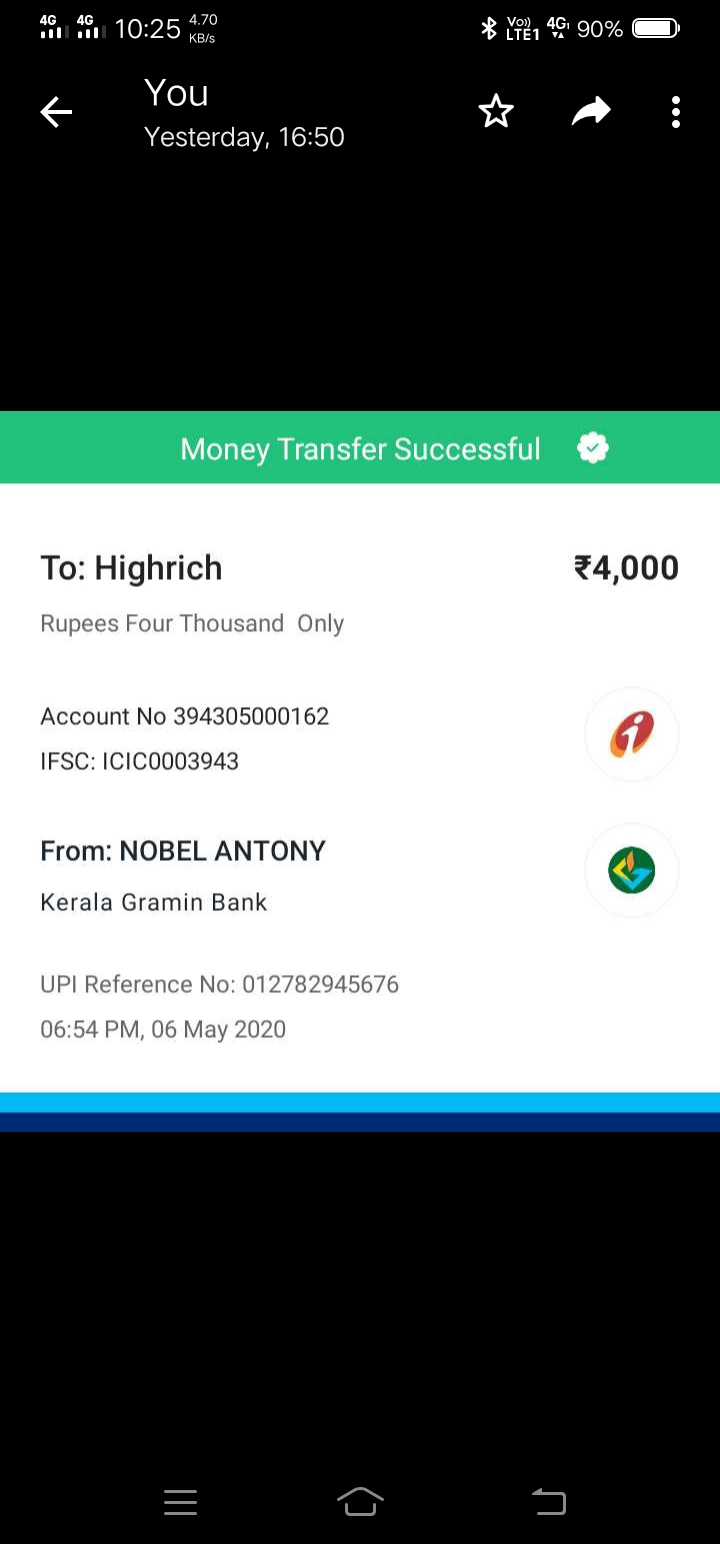 4G 4G 10:25 4.70 KB/s Vo)) LTE1 4G 90%
You
Yesterday, 16:50
Money Transfer Successful
To: Highrich ₹4,000
Rupees Four Thousand Only
Account No 394305000162
IFSC: ICIC0003943
From: NOBEL ANTONY
Kerala Gramin Bank
UPI Reference No: 012782945676
06:54 PM, 06 May 2020